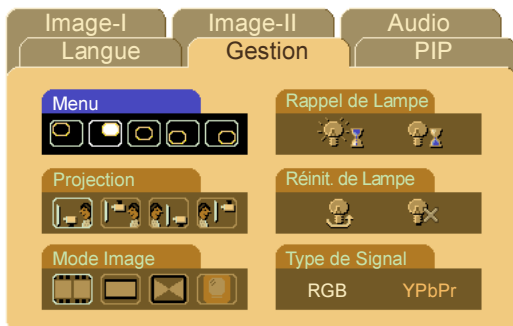 Image-I Image-II Audio
Langue Gestion PIP
Menu
Rappel de Lampe
Projection
Réinit. de Lampe
Mode Image
Type de Signal
RGB YPbPr